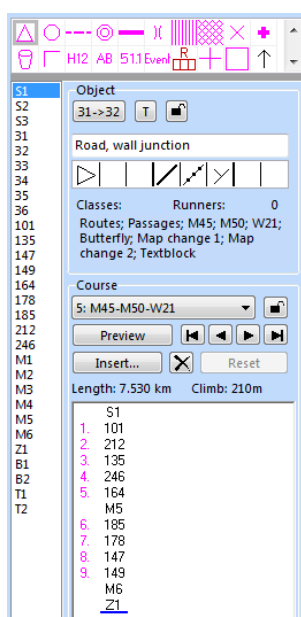 H12 AB 51.1 Event R
S1
S2
S3
31
32
33
34
35
36
101
135
147
149
164
178
185
212
246
M1
M2
M3
M4
M5
M6
Z1
B1
B2
T1
T2
Object
31->32 T
Road, wall junction
Classes: Runners: 0
Routes; Passages; M45; M50; W21;
Butterfly; Map change 1; Map
change 2; Textblock
Course
5: M45-M50-W21
Preview
Insert... Reset
Length: 7.530 km Climb: 210m
S1
1. 101
2. 212
3. 135
4. 246
5. 164
M5
6. 185
7. 178
8. 147
9. 149
M6
Z1